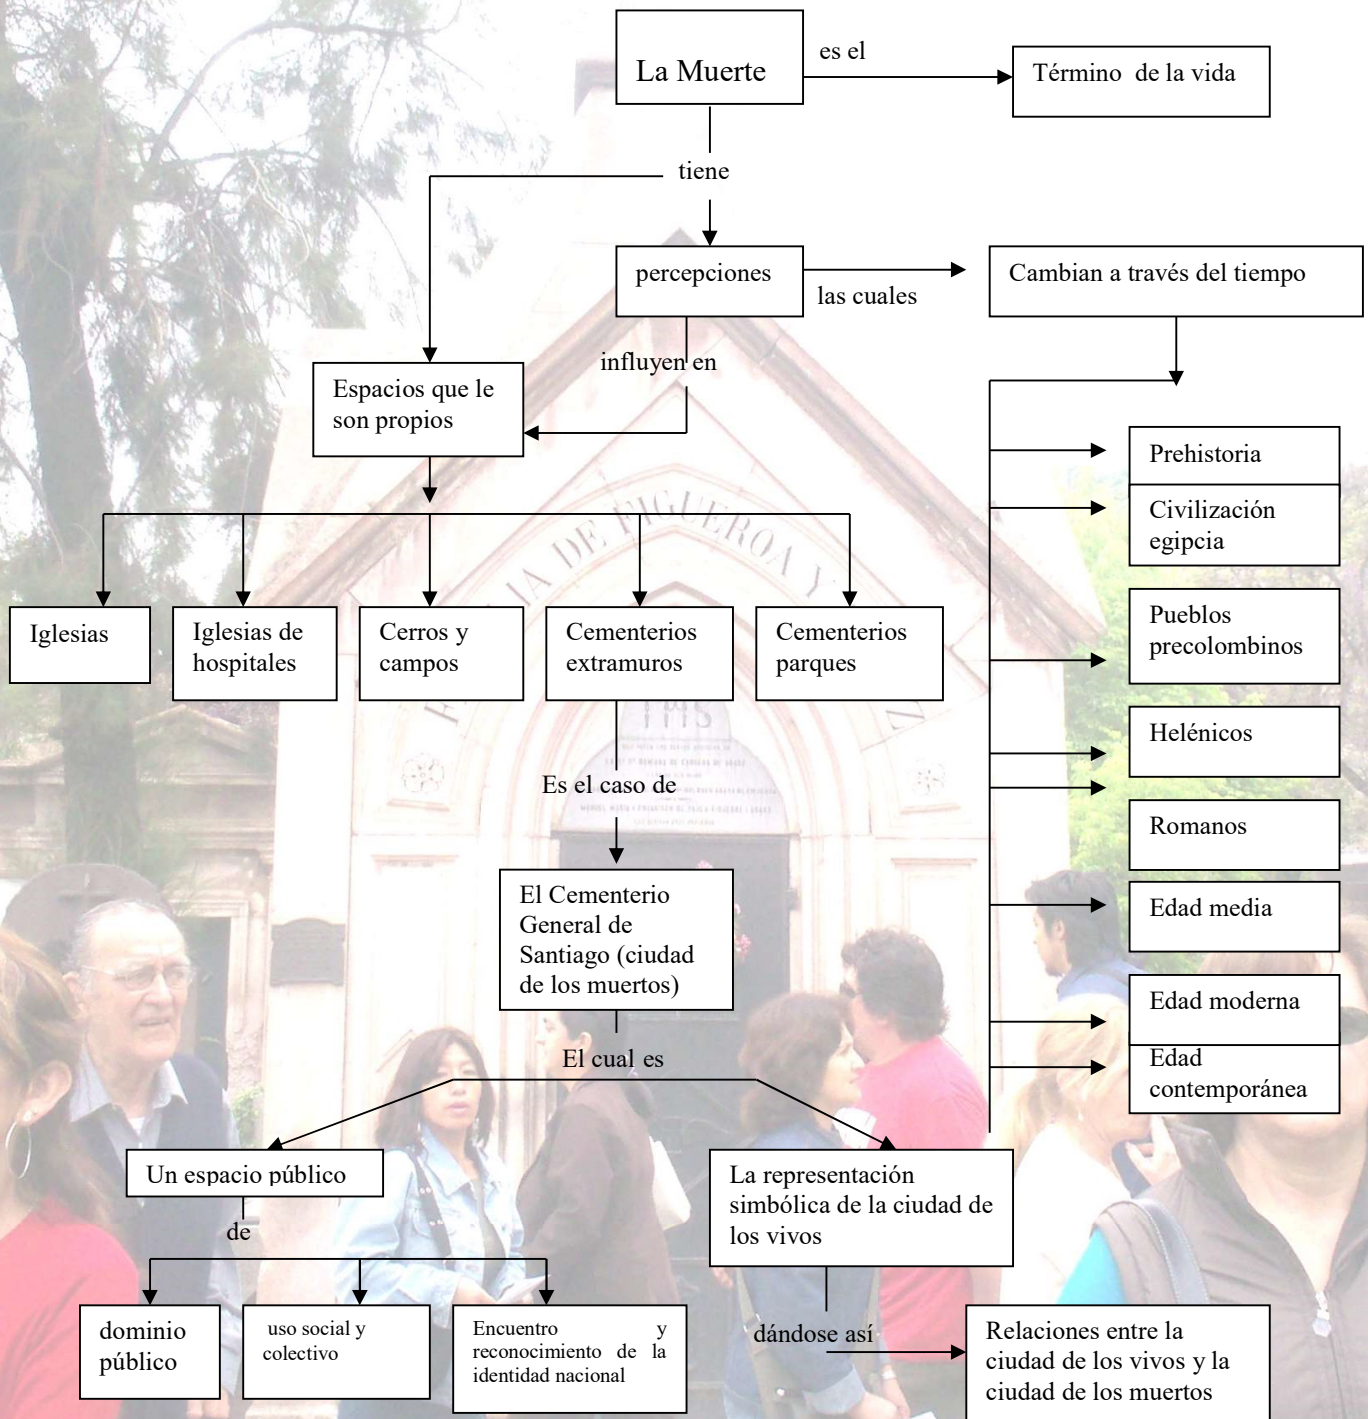 La Muerte
es el
Término de la vida
tiene
percepciones
las cuales
Cambian a través del tiempo
influyen en
Espacios que le
son propios
Prehistoria
Civilización
egipcia
Pueblos
precolombinos
Helénicos
Romanos
Edad media
Edad moderna
Edad
contemporánea
Iglesias
Iglesias de
hospitales
Cerros y
campos
Cementerios
extramuros
Cementerios
parques
DE FIGUEROA Y
Es el caso de
El Cementerio
General de
Santiago (ciudad
de los muertos)
El cual es
Un espacio público
de
dominio
público
uso social y
colectivo
Encuentro y
reconocimiento de la
identidad nacional
La representación
simbólica de la ciudad de
los vivos
dándose así
Relaciones entre la
ciudad de los vivos y la
ciudad de los muertos